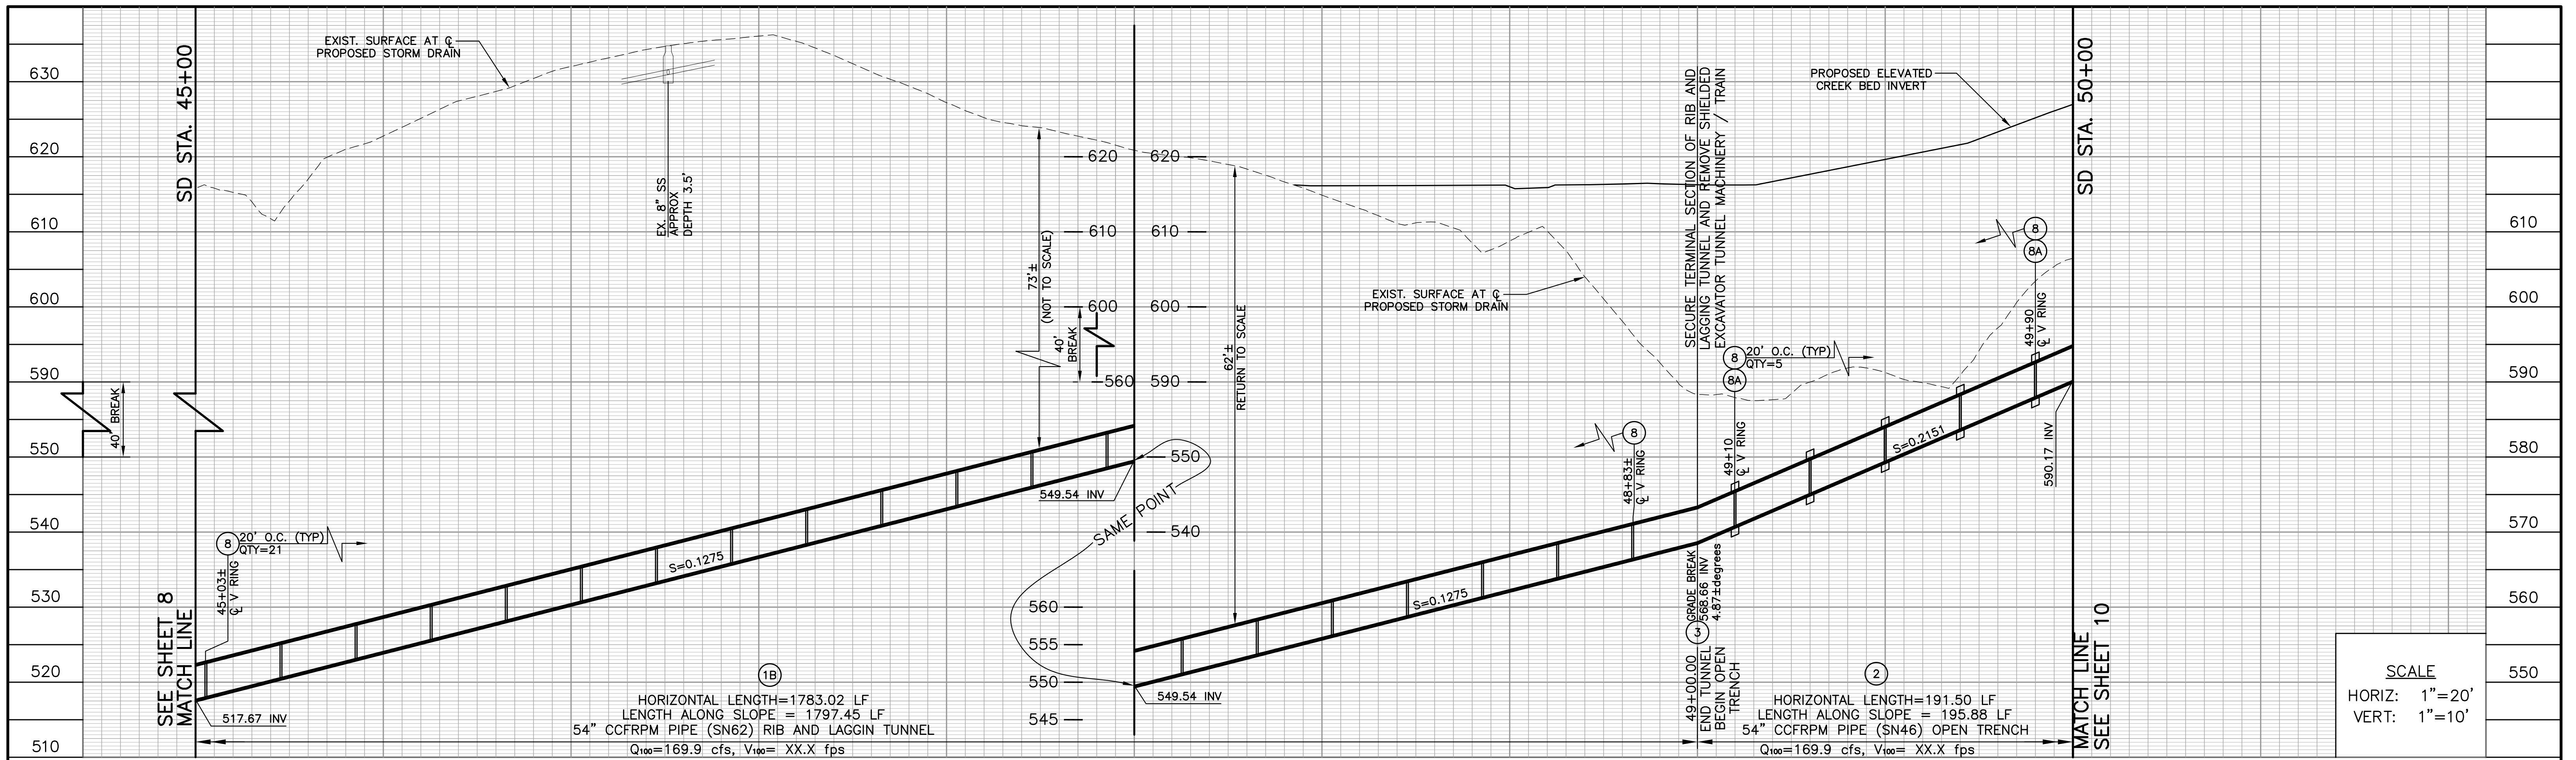 630
620
610
600
590
550
540
530
520
510
40' BREAK
SEE SHEET 8
MATCH LINE
SD STA. 45+00
EXIST. SURFACE AT ℄
PROPOSED STORM DRAIN
EX. 8" SS
APPROX
DEPTH 3.5'
8
20' O.C. (TYP)
QTY=21
45+03±
℄ V RING
517.67 INV
S=0.1275
1B
HORIZONTAL LENGTH=1783.02 LF
LENGTH ALONG SLOPE = 1797.45 LF
54" CCFRPM PIPE (SN62) RIB AND LAGGIN TUNNEL
Q₁₀₀=169.9 cfs, V₁₀₀= XX.X fps
73'±
(NOT TO SCALE)
40'
BREAK
620
610
600
560
549.54 INV
620
610
600
590
550
540
560
555
550
545
SAME POINT
549.54 INV
62'±
RETURN TO SCALE
EXIST. SURFACE AT ℄
PROPOSED STORM DRAIN
S=0.1275
8
48+83±
℄ V RING
SECURE TERMINAL SECTION OF RIB AND
LAGGING TUNNEL AND REMOVE SHIELDED
EXCAVATOR TUNNEL MACHINERY / TRAIN
8
8A
20' O.C. (TYP)
QTY=5
49+10
℄ V RING
GRADE BREAK
568.66 INV
4.87±degrees
3
49+00.00
END TUNNEL
BEGIN OPEN
TRENCH
PROPOSED ELEVATED
CREEK BED INVERT
8
8A
49+90
℄ V RING
S=0.2151
590.17 INV
2
HORIZONTAL LENGTH=191.50 LF
LENGTH ALONG SLOPE = 195.88 LF
54" CCFRPM PIPE (SN46) OPEN TRENCH
Q₁₀₀=169.9 cfs, V₁₀₀= XX.X fps
SD STA. 50+00
MATCH LINE
SEE SHEET 10
610
600
590
580
570
560
550
SCALE
HORIZ: 1"=20'
VERT: 1"=10'